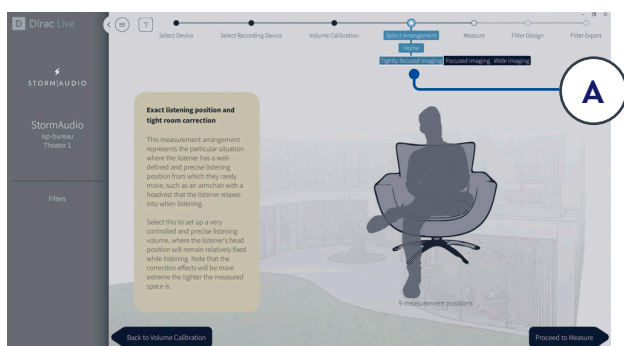 Dirac Live
?
Select Device
Select Recording Device
Volume Calibration
Select Arrangement
Measure
Filter Design
Filter Export
Home
Tightly focused imaging
Focused imaging
Wide imaging
A
STORM AUDIO
StormAudio
isp-bureau
Theater 1
Filters
Exact listening position and
tight room correction
This measurement arrangement
represents the particular situation
where the listener has a well-
defined and precise listening
position from which they rarely
move, such as an armchair with a
headrest that the listener relaxes
into when listening.
Select this to set up a very
controlled and precise listening
volume, where the listener's head
position will remain relatively fixed
while listening. Note that the
correction effects will be more
extreme the tighter the measured
space is.
9 measurement positions
Back to Volume Calibration
Proceed to Measure